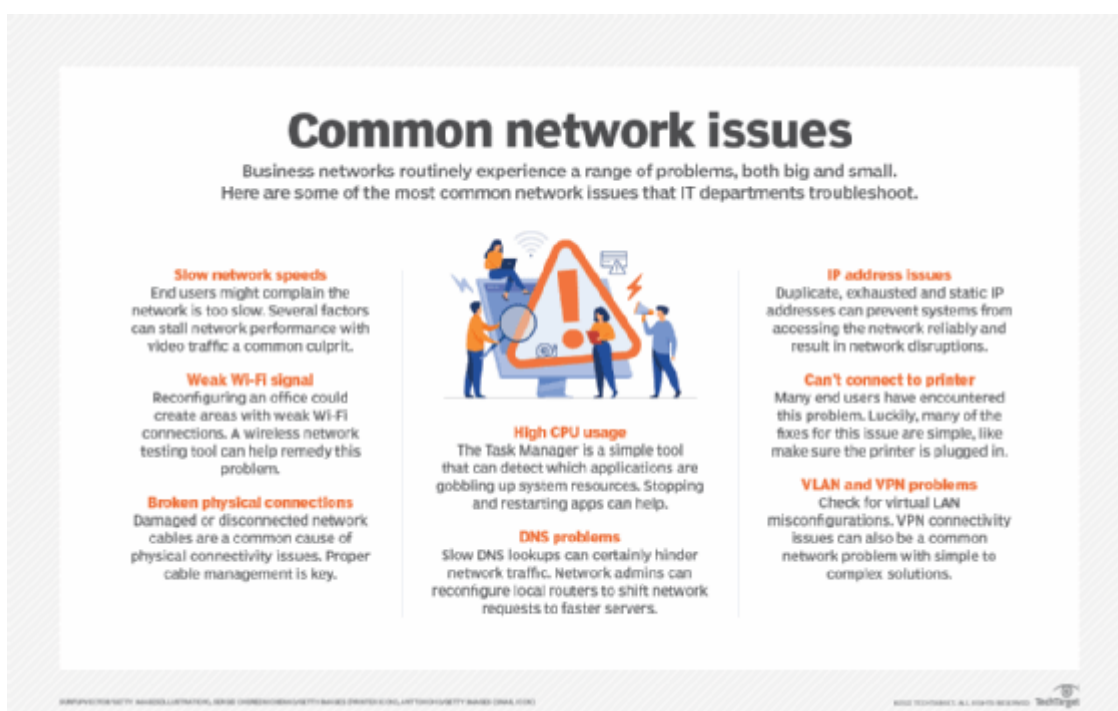 Common network issues
Business networks routinely experience a range of problems, both big and small.
Here are some of the most common network issues that IT departments troubleshoot.
Slow network speeds
End users might complain the
network is too slow. Several factors
can stall network performance with
video traffic a common culprit.
Weak Wi-Fi signal
Reconfiguring an office could
create areas with weak Wi-Fi
connections. A wireless network
testing tool can help remedy this
problem.
Broken physical connections
Damaged or disconnected network
cables are a common cause of
physical connectivity issues. Proper
cable management is key.
High CPU usage
The Task Manager is a simple tool
that can detect which applications are
gobbling up system resources. Stopping
and restarting apps can help.
DNS problems
Slow DNS lookups can certainly hinder
network traffic. Network admins can
reconfigure local routers to shift network
requests to faster servers.
IP address issues
Duplicate, exhausted and static IP
addresses can prevent systems from
accessing the network reliably and
result in network disruptions.
Can't connect to printer
Many end users have encountered
this problem. Luckily, many of the
fixes for this issue are simple, like
make sure the printer is plugged in.
VLAN and VPN problems
Check for virtual LAN
misconfigurations. VPN connectivity
issues can also be a common
network problem with simple to
complex solutions.
ALL RIGHTS RESERVED
TechTarget